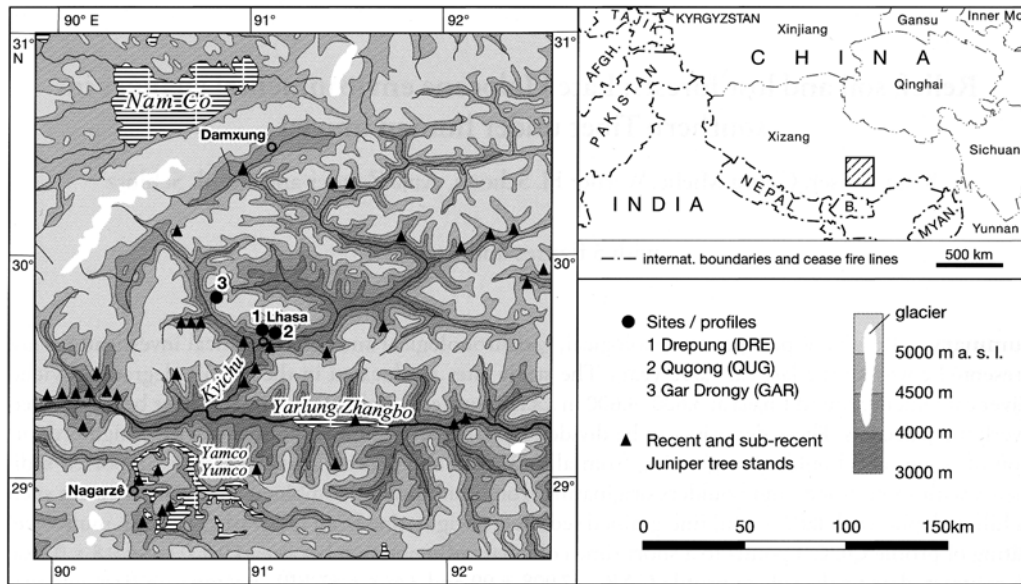 90° E
91°
92°
31°
N
31°
Nam-Co
Damxung
30°
30°
3
1 Lhasa
2
Kyichu
Yarlung Zhangbo
Yamco
Yumco
29°
29°
Nagarzê
90°
91°
92°
TAJIK.
KYRGYZSTAN
Xinjiang
Gansu
Inner Mo
AFGH.
PAKISTAN
C H I N A
Qinghai
Xizang
Sichua
NEPAL
INDIA
B.
MYAN
Yunnan
internat. boundaries and cease fire lines
500 km
Sites / profiles
1 Drepung (DRE)
2 Qugong (QUG)
3 Gar Drongy (GAR)
Recent and sub-recent
Juniper tree stands
glacier
5000 m a. s. l.
4500 m
4000 m
3000 m
0 50 100 150km